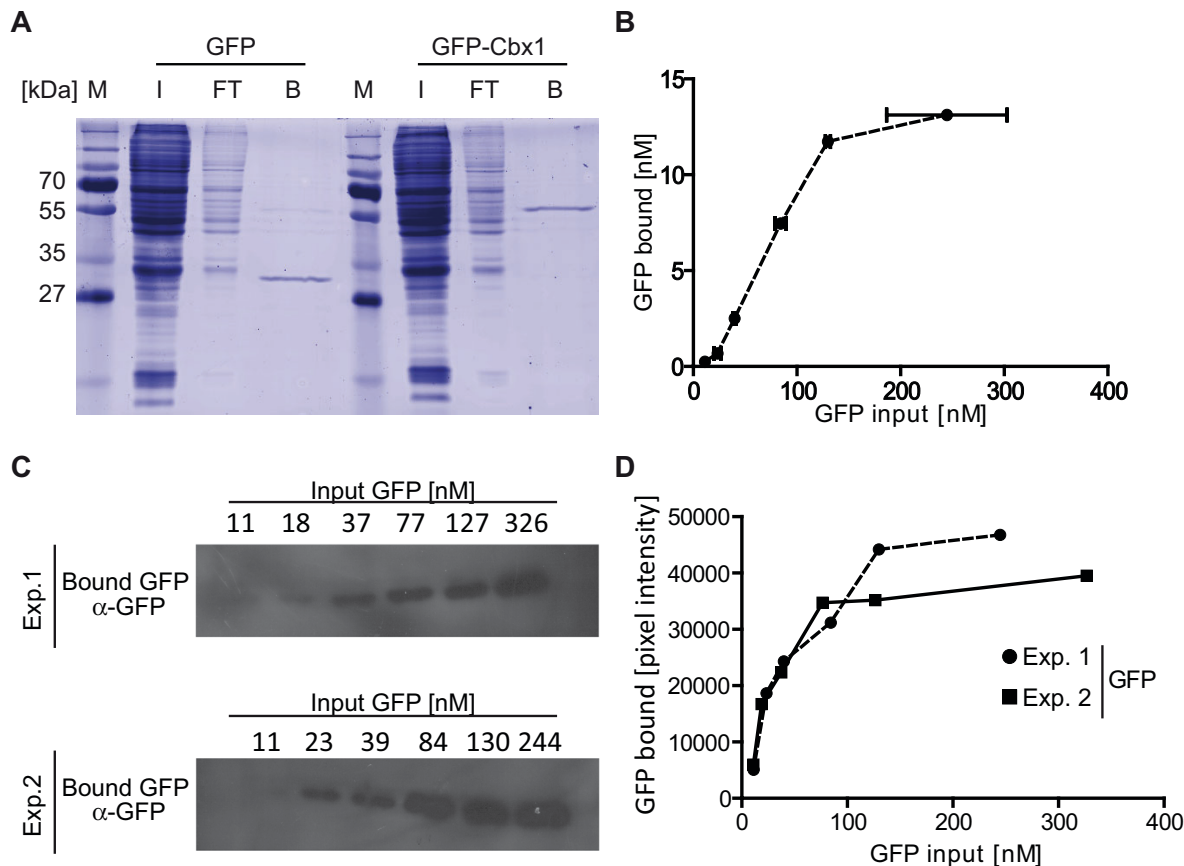 A
GFP
GFP-Cbx1
[kDa] M I FT B M I FT B
70
55
35
27
B
15
10
5
0
0 100 200 300 400
GFP bound [nM]
GFP input [nM]
C
Input GFP [nM]
11 18 37 77 127 326
Exp.1
Bound GFP
α-GFP
Input GFP [nM]
11 23 39 84 130 244
Exp.2
Bound GFP
α-GFP
D
50000
40000
30000
20000
10000
0
0 100 200 300 400
GFP bound [pixel intensity]
GFP input [nM]
Exp. 1
Exp. 2
GFP